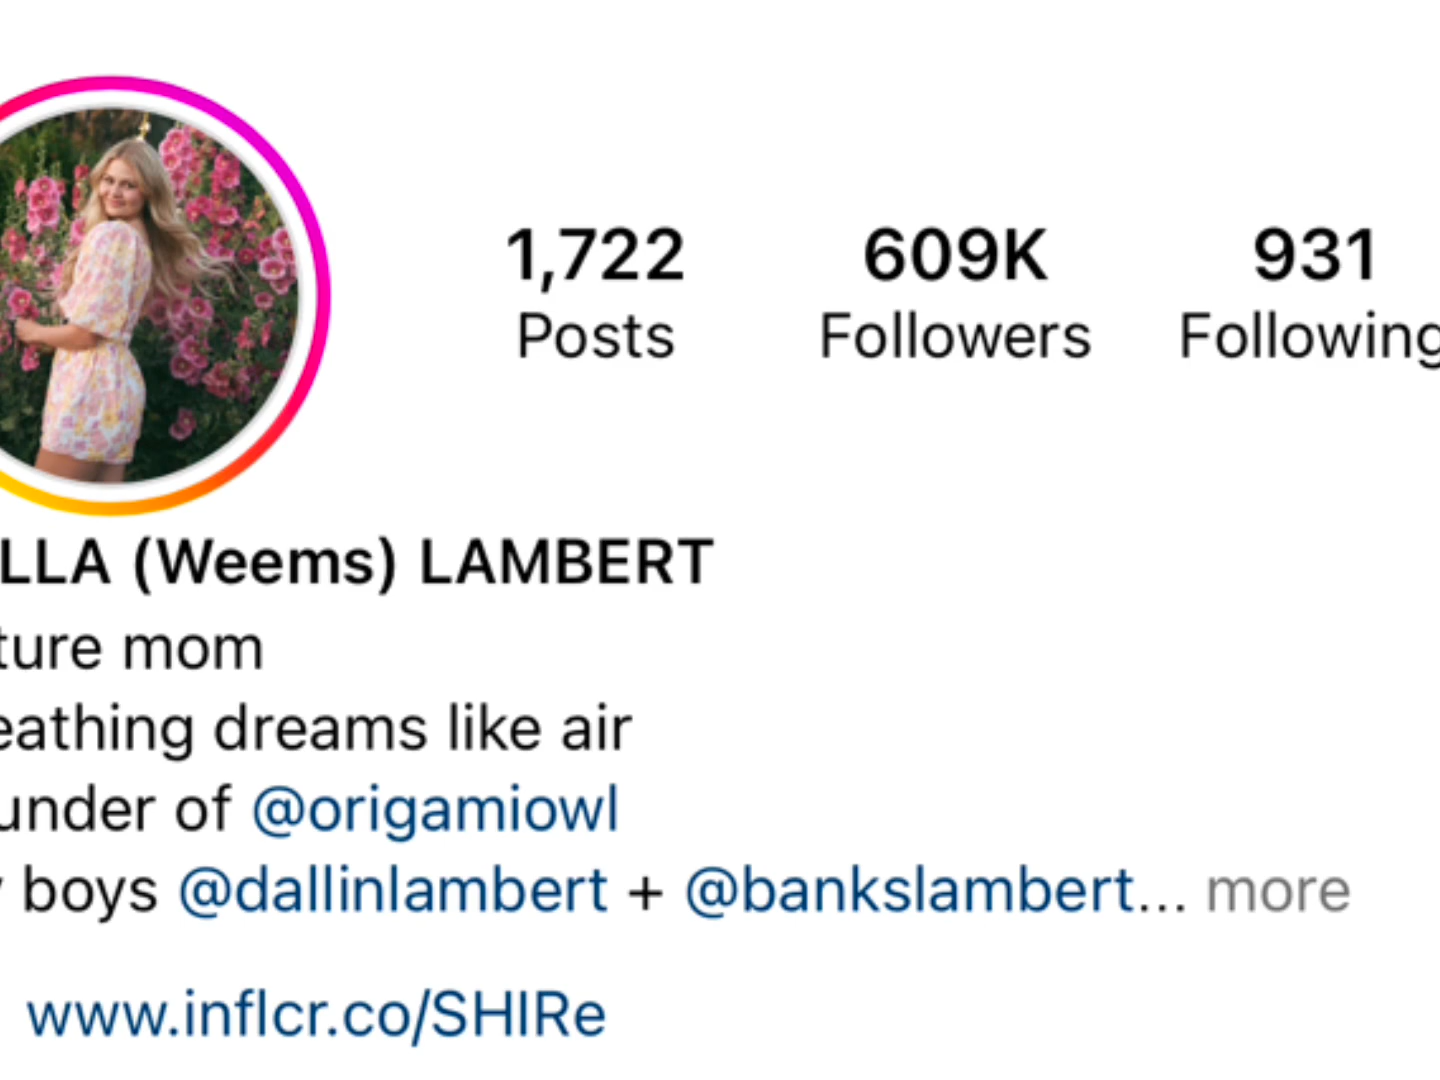 1,722 609K 931
Posts Followers Following
LLA (Weems) LAMBERT
ture mom
eathing dreams like air
under of @origamiowl
boys @dallinlambert + @bankslambert... more
www.inflcr.co/SHIRe